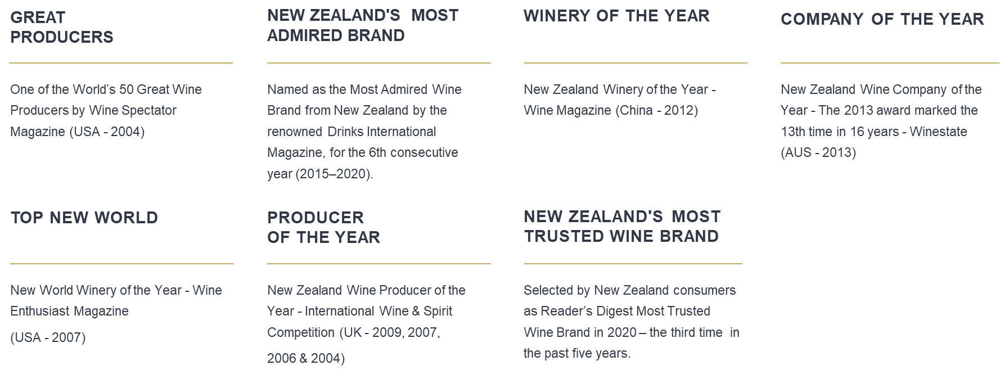 GREAT
PRODUCERS
One of the World’s 50 Great Wine
Producers by Wine Spectator
Magazine (USA - 2004)
NEW ZEALAND'S MOST
ADMIRED BRAND
Named as the Most Admired Wine
Brand from New Zealand by the
renowned Drinks International
Magazine, for the 6th consecutive
year (2015–2020).
WINERY OF THE YEAR
New Zealand Winery of the Year -
Wine Magazine (China - 2012)
COMPANY OF THE YEAR
New Zealand Wine Company of the
Year - The 2013 award marked the
13th time in 16 years - Winestate
(AUS - 2013)
TOP NEW WORLD
New World Winery of the Year - Wine
Enthusiast Magazine
(USA - 2007)
PRODUCER
OF THE YEAR
New Zealand Wine Producer of the
Year - International Wine & Spirit
Competition (UK - 2009, 2007,
2006 & 2004)
NEW ZEALAND'S MOST
TRUSTED WINE BRAND
Selected by New Zealand consumers
as Reader’s Digest Most Trusted
Wine Brand in 2020 – the third time in
the past five years.